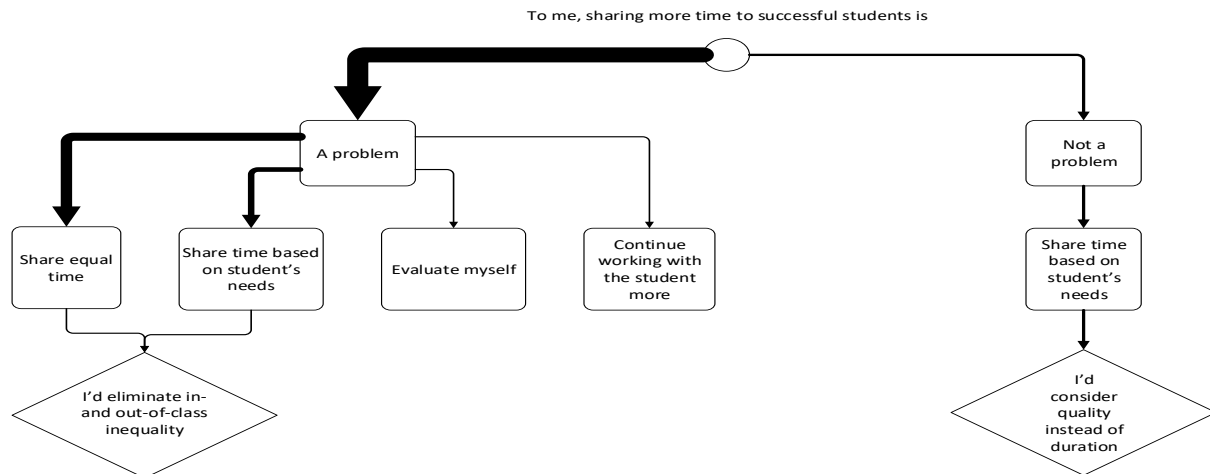 To me, sharing more time to successful students is
A problem
Not a
problem
Share equal
time
Share time based
on student's
needs
Evaluate myself
Continue
working with
the student
more
Share time
based on
student's
needs
I'd eliminate in-
and out-of-class
inequality
I'd
consider
quality
instead of
duration